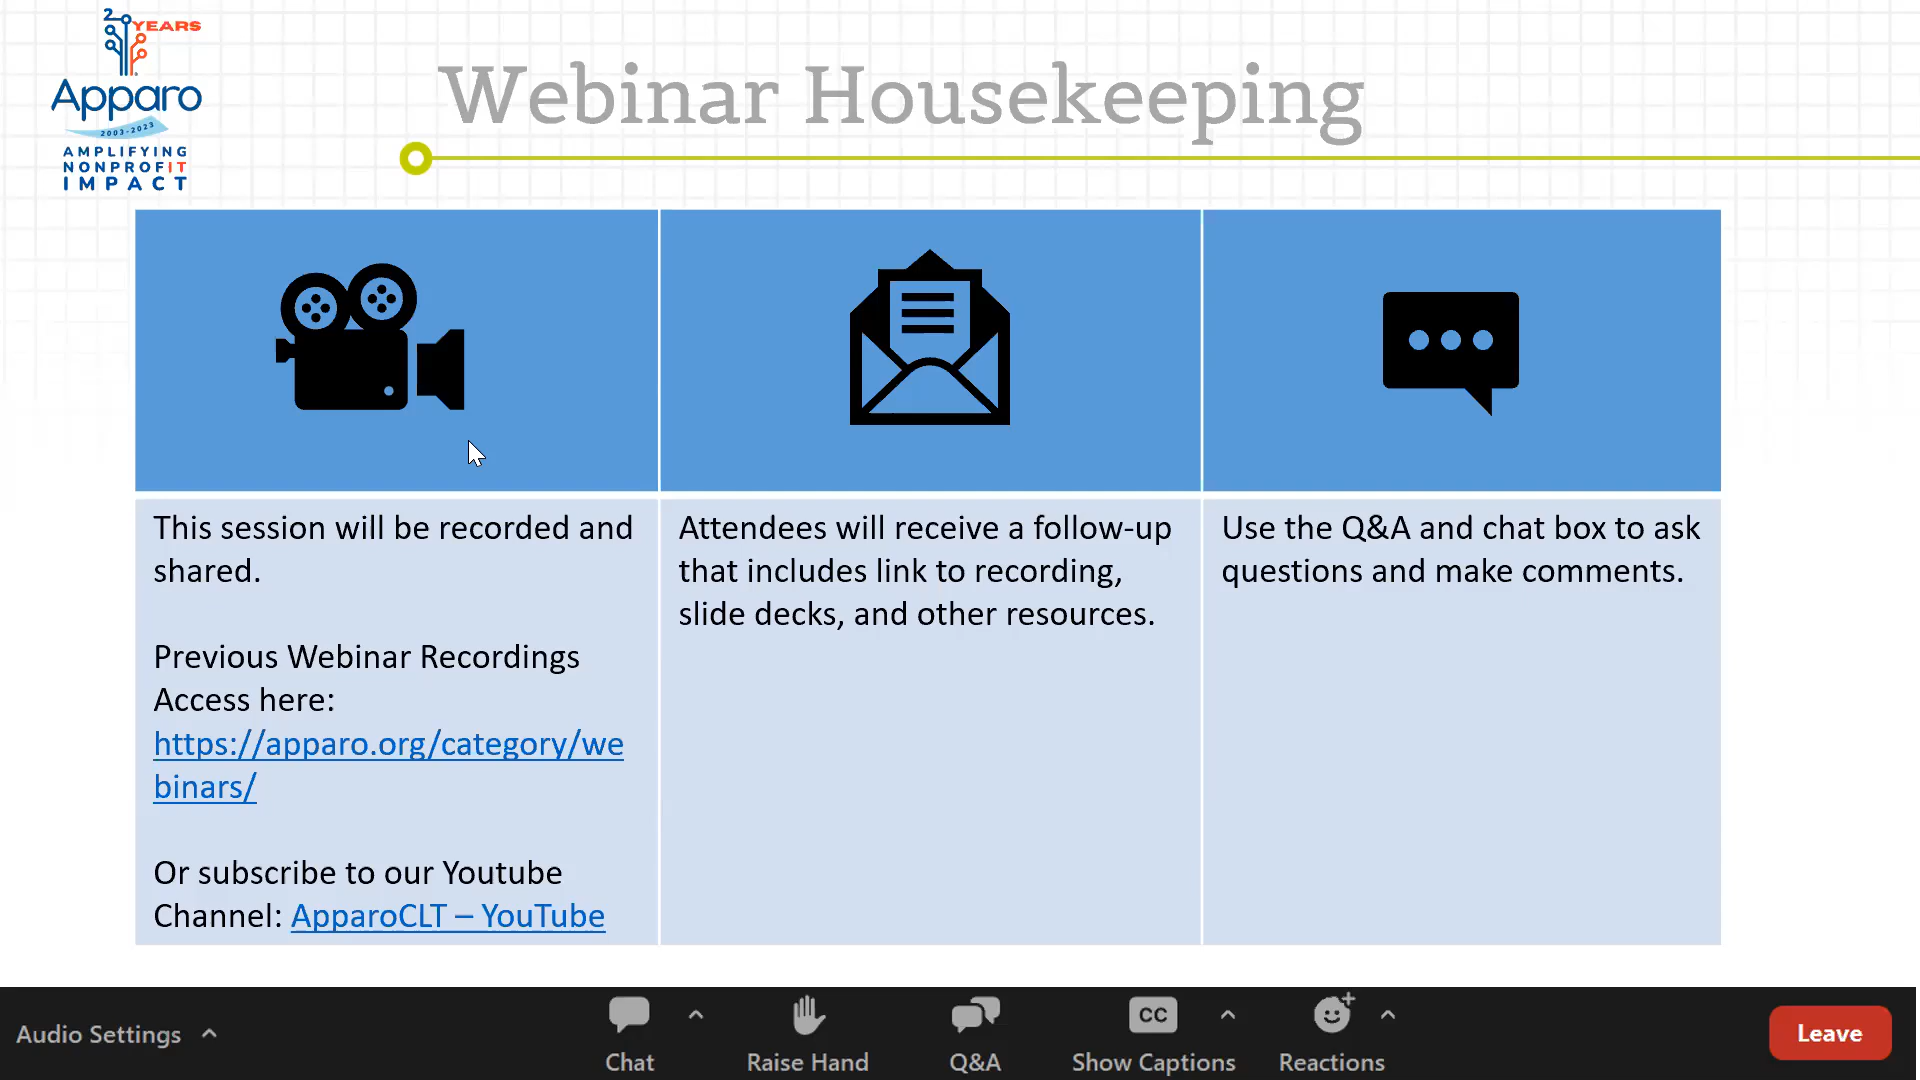 2 YEARS
Apparo
2003-2023
AMPLIFYING
NONPROFIT
IMPACT
Webinar Housekeeping
This session will be recorded and
shared.
Previous Webinar Recordings
Access here:
https://apparo.org/category/we
binars/
Or subscribe to our Youtube
Channel: ApparoCLT – YouTube
Attendees will receive a follow-up
that includes link to recording,
slide decks, and other resources.
Use the Q&A and chat box to ask
questions and make comments.
Audio Settings
Chat
Raise Hand
Q&A
CC
Show Captions
Reactions
Leave